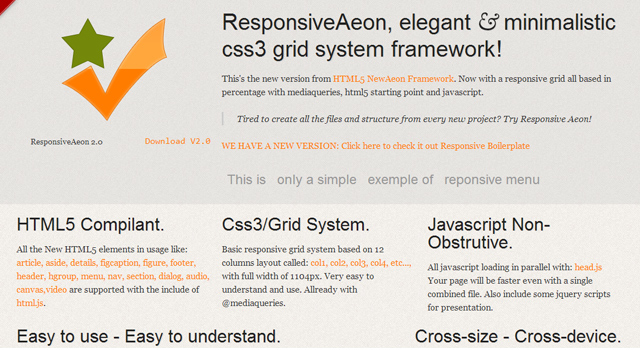 ResponsiveAeon, elegant & minimalistic
css3 grid system framework!
This's the new version from HTML5 NewAeon Framework. Now with a responsive grid all based in
percentage with mediaqueries, html5 starting point and javascript.
Tired to create all the files and structure from every new project? Try Responsive Aeon!
ResponsiveAeon 2.0
Download V2.0
WE HAVE A NEW VERSION: Click here to check it out Responsive Boilerplate
This is only a simple exemple of reponsive menu
HTML5 Compilant.
All the New HTML5 elements in usage like:
article, aside, details, figcaption, figure, footer,
header, hgroup, menu, nav, section, dialog, audio,
canvas,video are supported with the include of
html.js.
Css3/Grid System.
Basic responsive grid system based on 12
columns layout called: col1, col2, col3, col4, etc...,
with full width of 1104px. Very easy to
understand and use. Allready with
@mediaqueries.
Javascript Non-
Obstrutive.
All javascript loading in parallel with: head.js
Your page will be faster even with a single
combined file. Also include some jquery scripts
for presentation.
Easy to use - Easy to understand.
Cross-size - Cross-device.